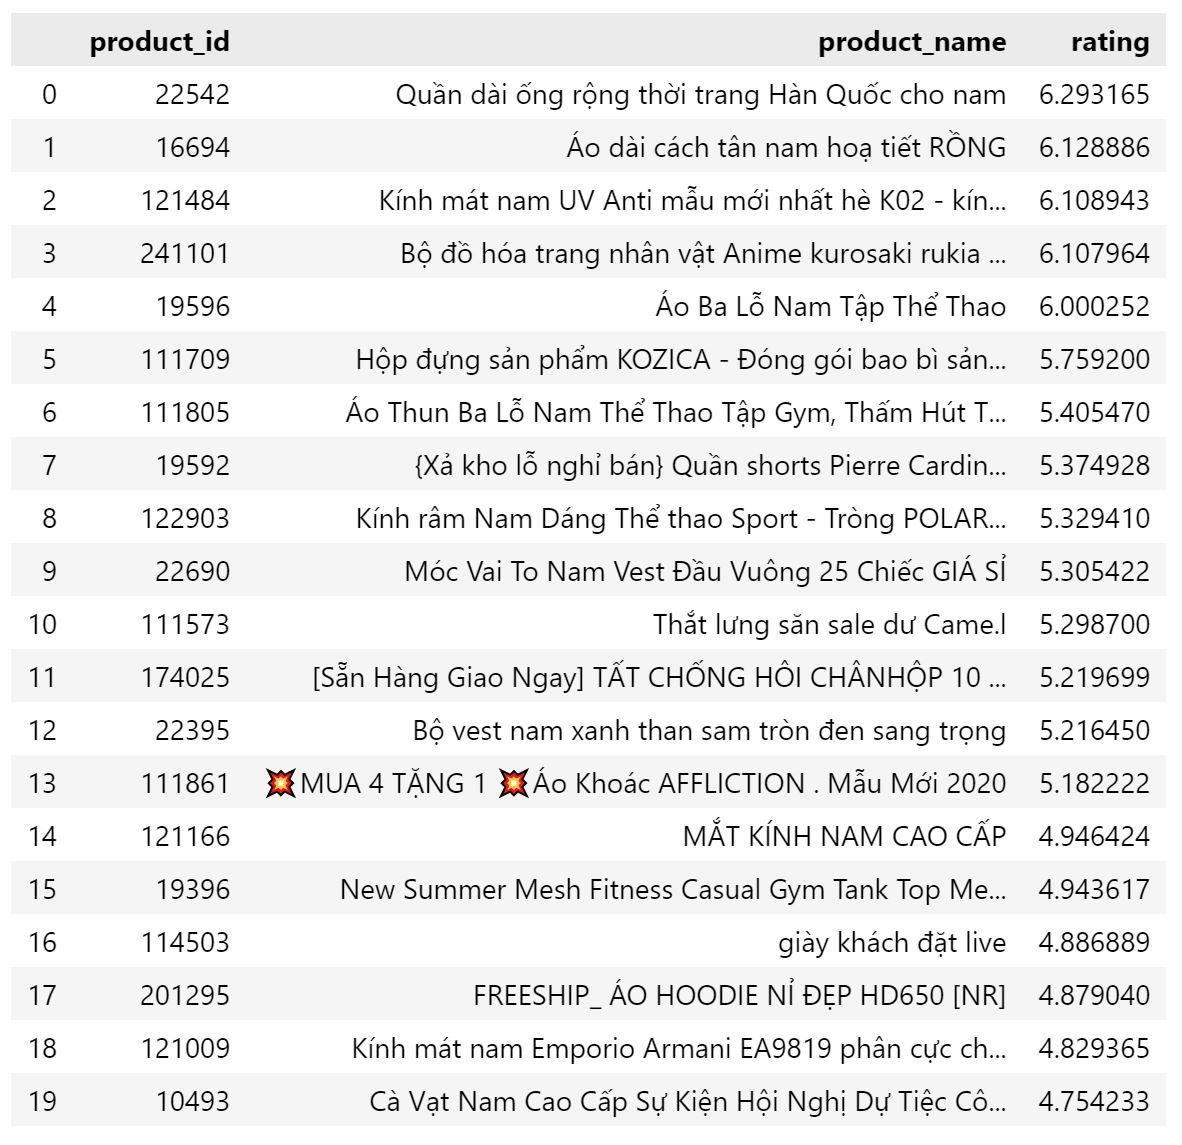 product_id product_name rating
0 22542 Quần dài ống rộng thời trang Hàn Quốc cho nam 6.293165
1 16694 Áo dài cách tân nam hoạ tiết RỒNG 6.128886
2 121484 Kính mát nam UV Anti mẫu mới nhất hè K02 - kín... 6.108943
3 241101 Bộ đồ hóa trang nhân vật Anime kurosaki rukia ... 6.107964
4 19596 Áo Ba Lỗ Nam Tập Thể Thao 6.000252
5 111709 Hộp đựng sản phẩm KOZICA - Đóng gói bao bì sản... 5.759200
6 111805 Áo Thun Ba Lỗ Nam Thể Thao Tập Gym, Thấm Hút T... 5.405470
7 19592 {Xả kho lỗ nghỉ bán} Quần shorts Pierre Cardin... 5.374928
8 122903 Kính râm Nam Dáng Thể thao Sport - Tròng POLAR... 5.329410
9 22690 Móc Vai To Nam Vest Đầu Vuông 25 Chiếc GIÁ SỈ 5.305422
10 111573 Thắt lưng săn sale dư Came.l 5.298700
11 174025 [Sẵn Hàng Giao Ngay] TẤT CHỐNG HÔI CHÂNHỘP 10 ... 5.219699
12 22395 Bộ vest nam xanh than sam tròn đen sang trọng 5.216450
13 111861 💥MUA 4 TẶNG 1 💥Áo Khoác AFFLICTION . Mẫu Mới 2020 5.182222
14 121166 MẮT KÍNH NAM CAO CẤP 4.946424
15 19396 New Summer Mesh Fitness Casual Gym Tank Top Me... 4.943617
16 114503 giày khách đặt live 4.886889
17 201295 FREESHIP_ ÁO HOODIE NỈ ĐẸP HD650 [NR] 4.879040
18 121009 Kính mát nam Emporio Armani EA9819 phân cực ch... 4.829365
19 10493 Cà Vạt Nam Cao Cấp Sự Kiện Hội Nghị Dự Tiệc Cô... 4.754233